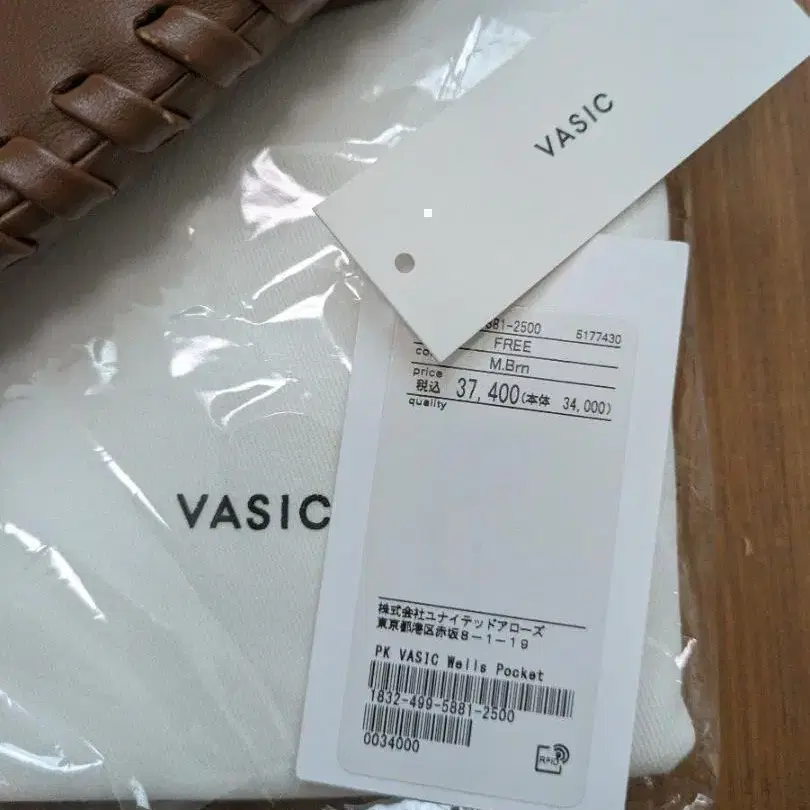 VASIC
VASIC
881-2500 5177430
FREE
M.Brn
price
税込 37,400(本体 34,000)
quality
株式会社ユナイテッドアローズ
東京都港区赤坂8-1-19
PK VASIC Wells Pocket
1832-499-5881-2500
0034000
RFID